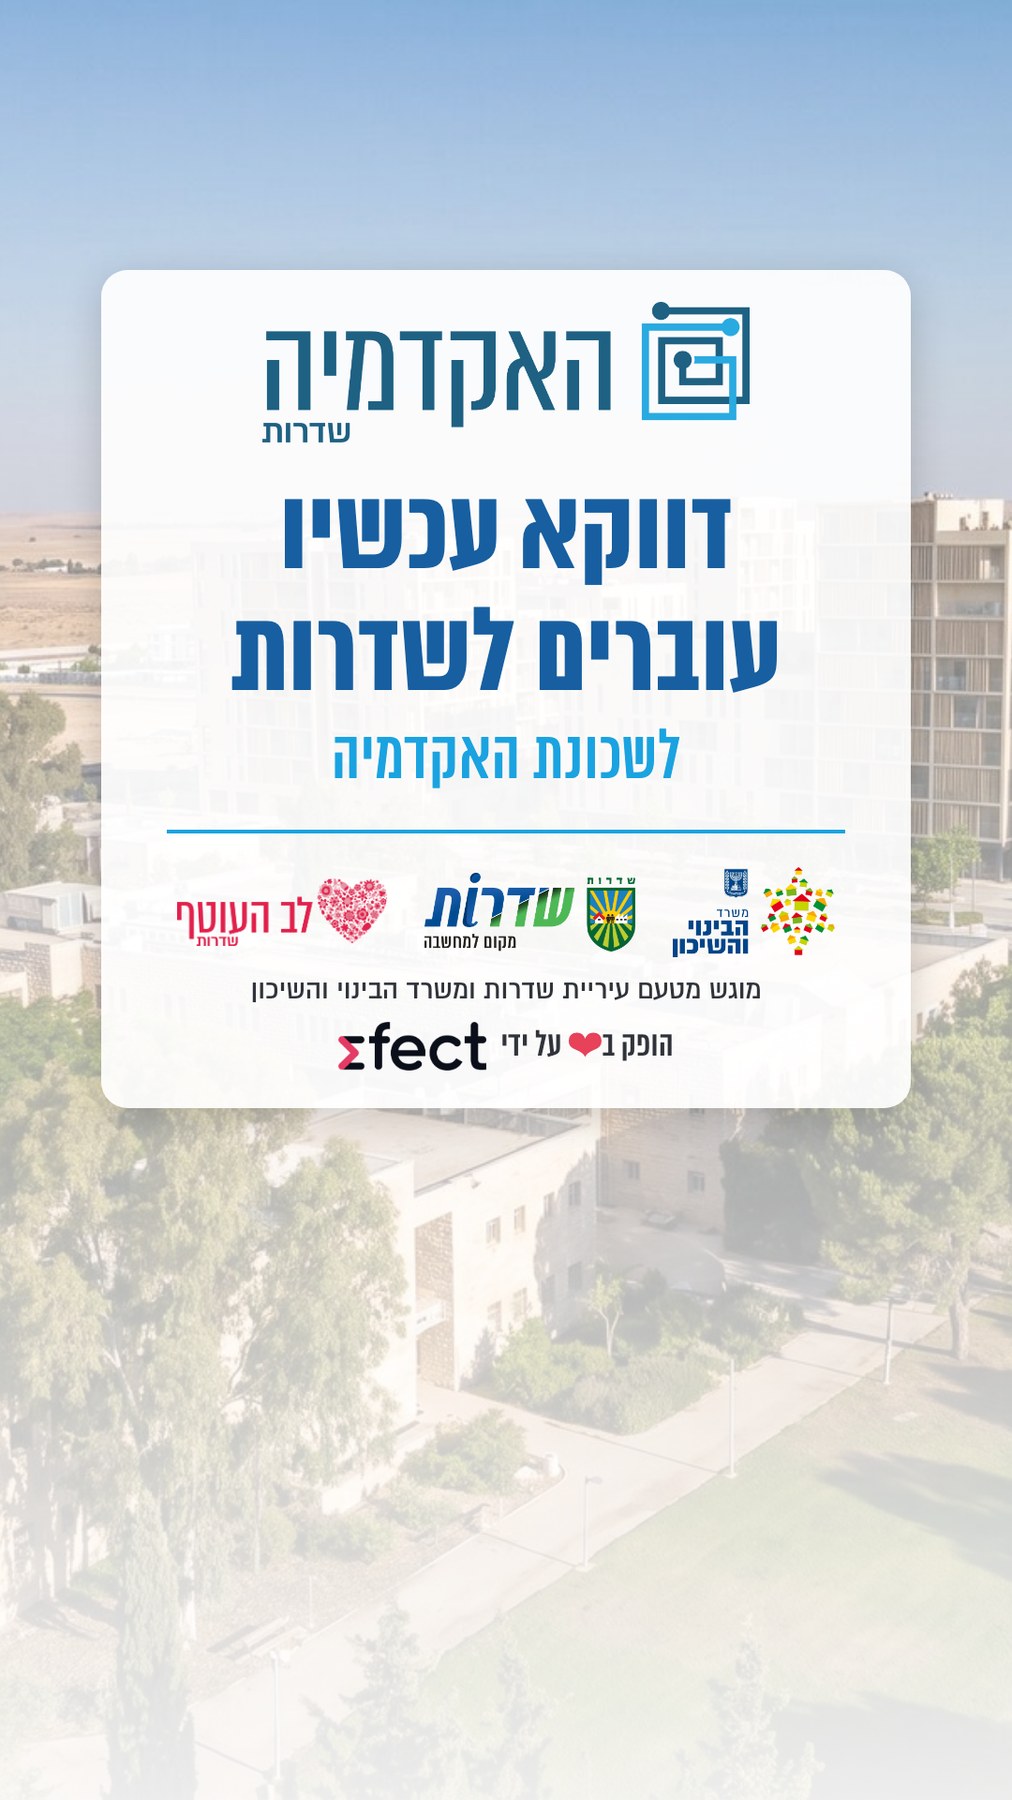 האקדמיה
שדרות
דווקא עכשיו
עוברים לשדרות
לשכונת האקדמיה
משרד
הבינוי
והשיכון
שדרות
שדרות
מקום למחשבה
לב העוטף
שדרות
מוגש מטעם עיריית שדרות ומשרד הבינוי והשיכון
הופק ב❤ על ידי Σfect